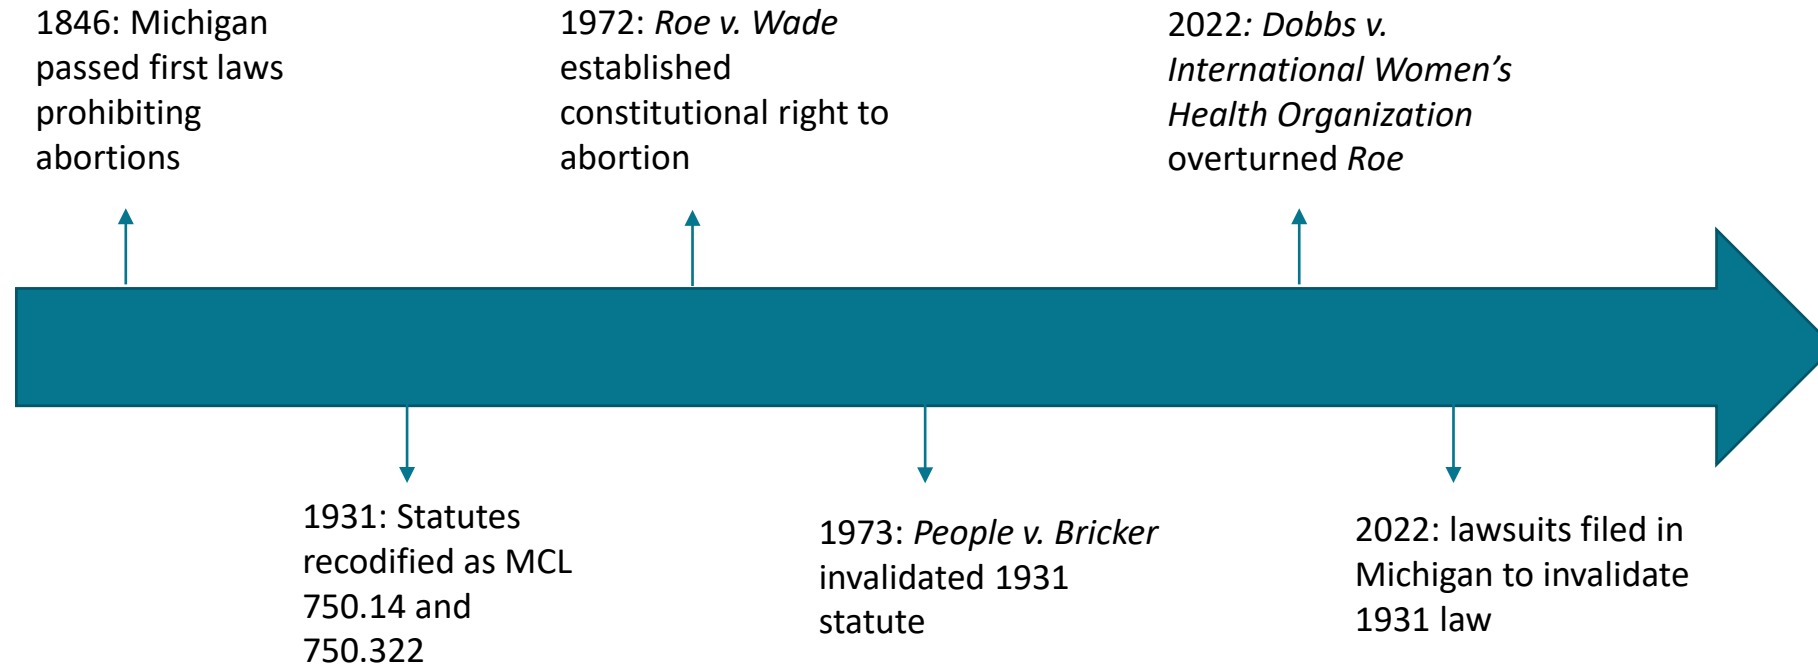 1846: Michigan
passed first laws
prohibiting
abortions
1972: Roe v. Wade
established
constitutional right to
abortion
2022: Dobbs v.
International Women’s
Health Organization
overturned Roe
1931: Statutes
recodified as MCL
750.14 and
750.322
1973: People v. Bricker
invalidated 1931
statute
2022: lawsuits filed in
Michigan to invalidate
1931 law